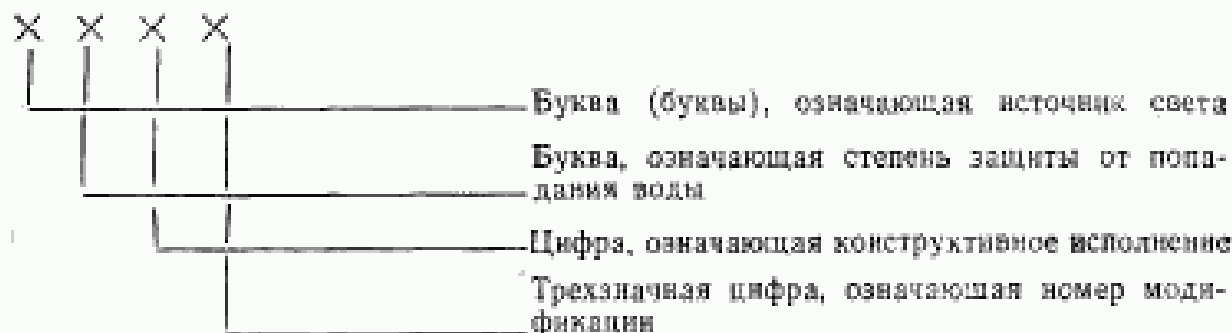 X X X X
Буква (буквы), означающая источник света
Буква, означающая степень защиты от попа-
дания воды
Цифра, означающая конструктивное исполнение
Трехзначная цифра, означающая номер моди-
фикации